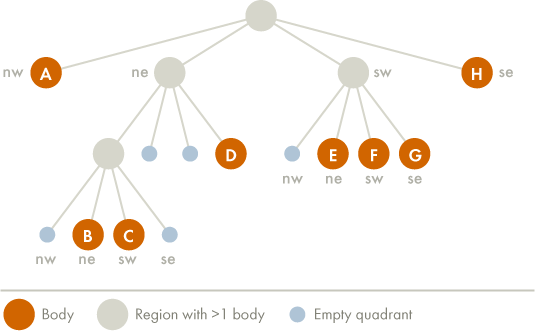 nw A ne sw H se
D E F G
nw ne sw se
B C
nw ne sw se
Body Region with >1 body Empty quadrant